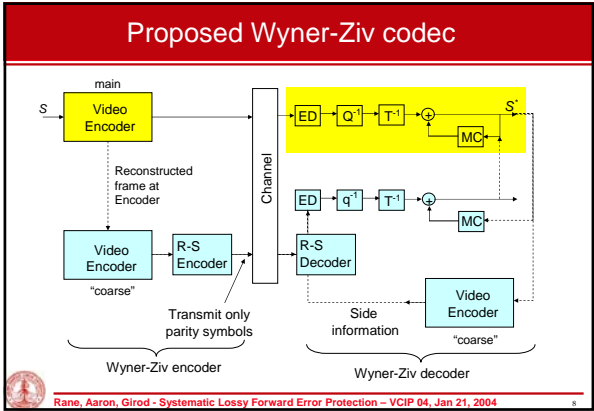 Proposed Wyner-Ziv codec
main
S
Video
Encoder
Channel
ED
Q-1
T-1
+
MC
S*
Reconstructed
frame at
Encoder
ED
q-1
T-1
+
MC
Video
Encoder
"coarse"
R-S
Encoder
R-S
Decoder
Transmit only
parity symbols
Side
information
Video
Encoder
"coarse"
Wyner-Ziv encoder
Wyner-Ziv decoder
Rane, Aaron, Girod - Systematic Lossy Forward Error Protection – VCIP 04, Jan 21, 2004
8